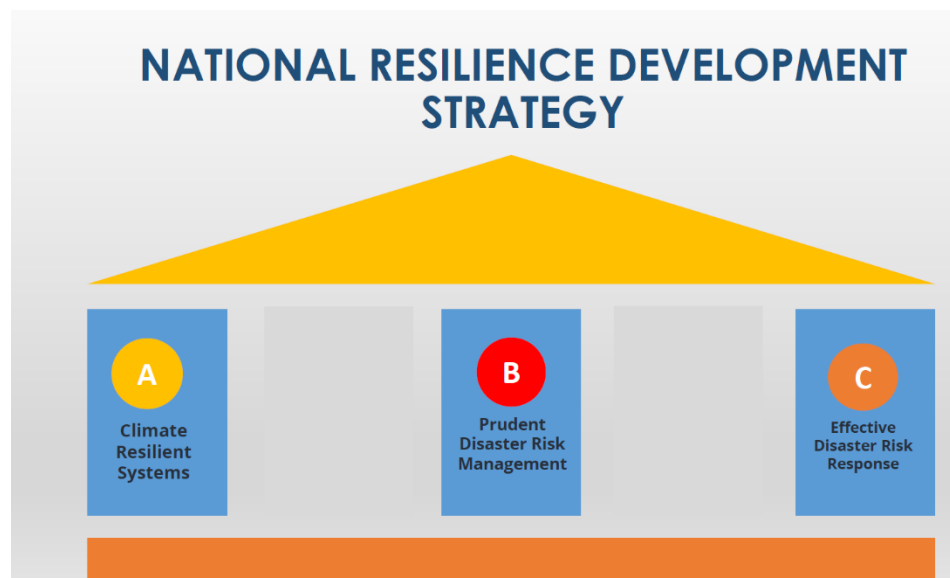 NATIONAL RESILIENCE DEVELOPMENT
STRATEGY
A
Climate
Resilient
Systems
B
Prudent
Disaster Risk
Management
C
Effective
Disaster Risk
Response